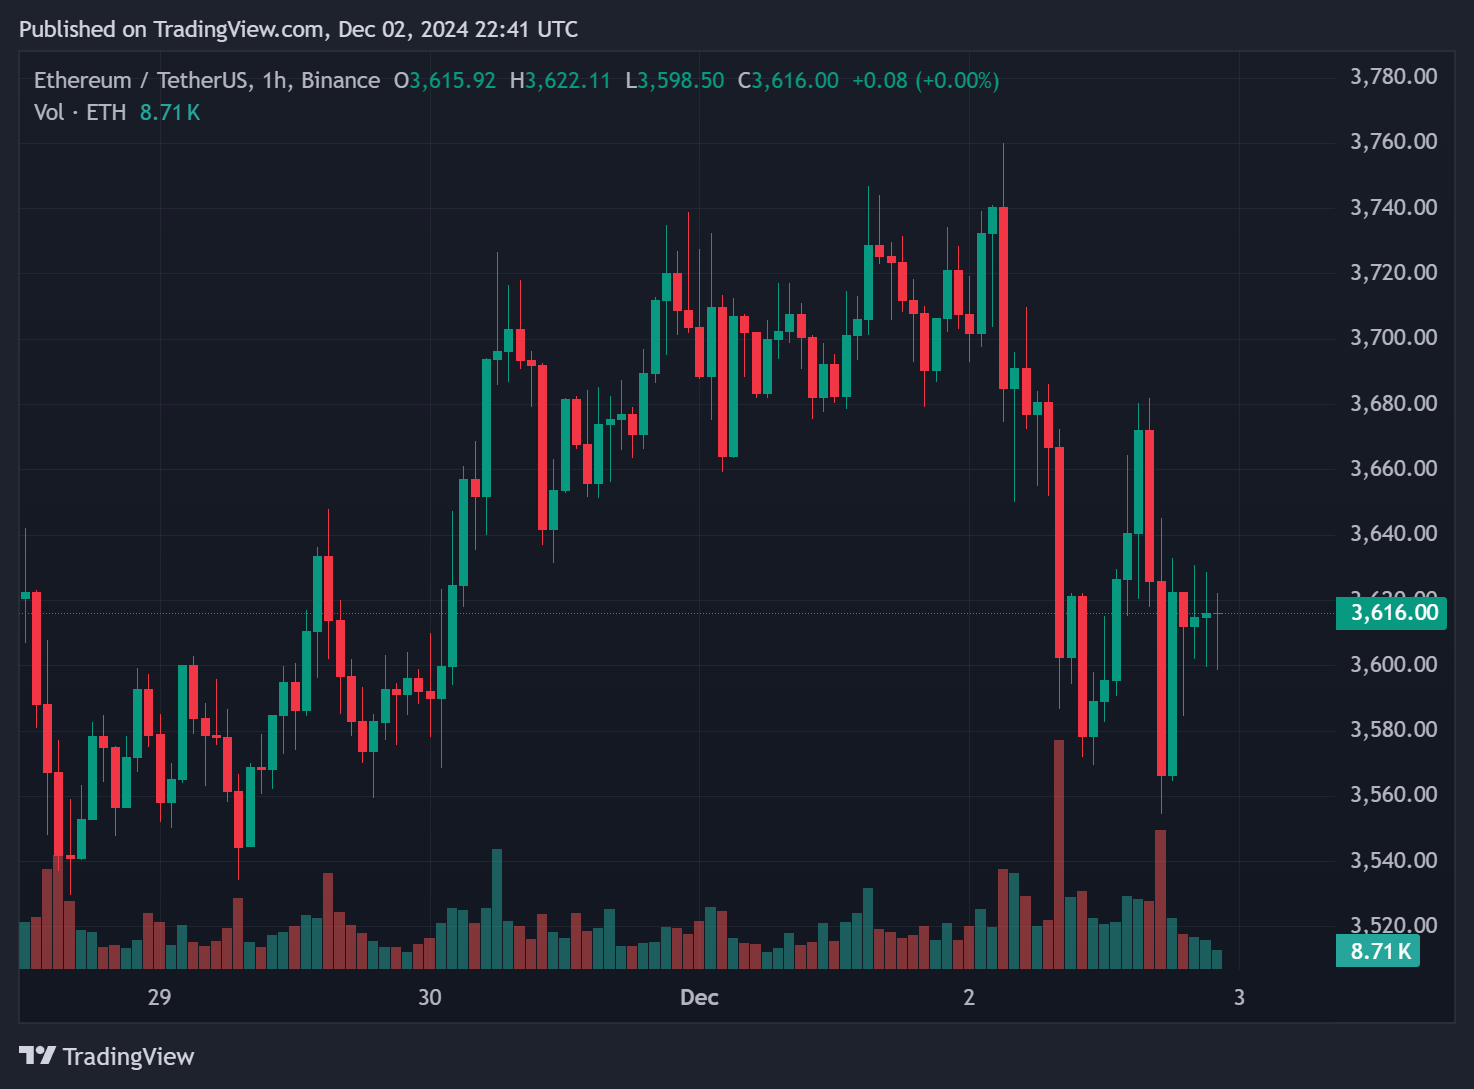 Published on TradingView.com, Dec 02, 2024 22:41 UTC
Ethereum / TetherUS, 1h, Binance O3,615.92 H3,622.11 L3,598.50 C3,616.00 +0.08 (+0.00%)
Vol · ETH 8.71 K
3,780.00
3,760.00
3,740.00
3,720.00
3,700.00
3,680.00
3,660.00
3,640.00
3,620.00
3,616.00
3,600.00
3,580.00
3,560.00
3,540.00
3,520.00
8.71 K
29 30 Dec 2 3
TradingView